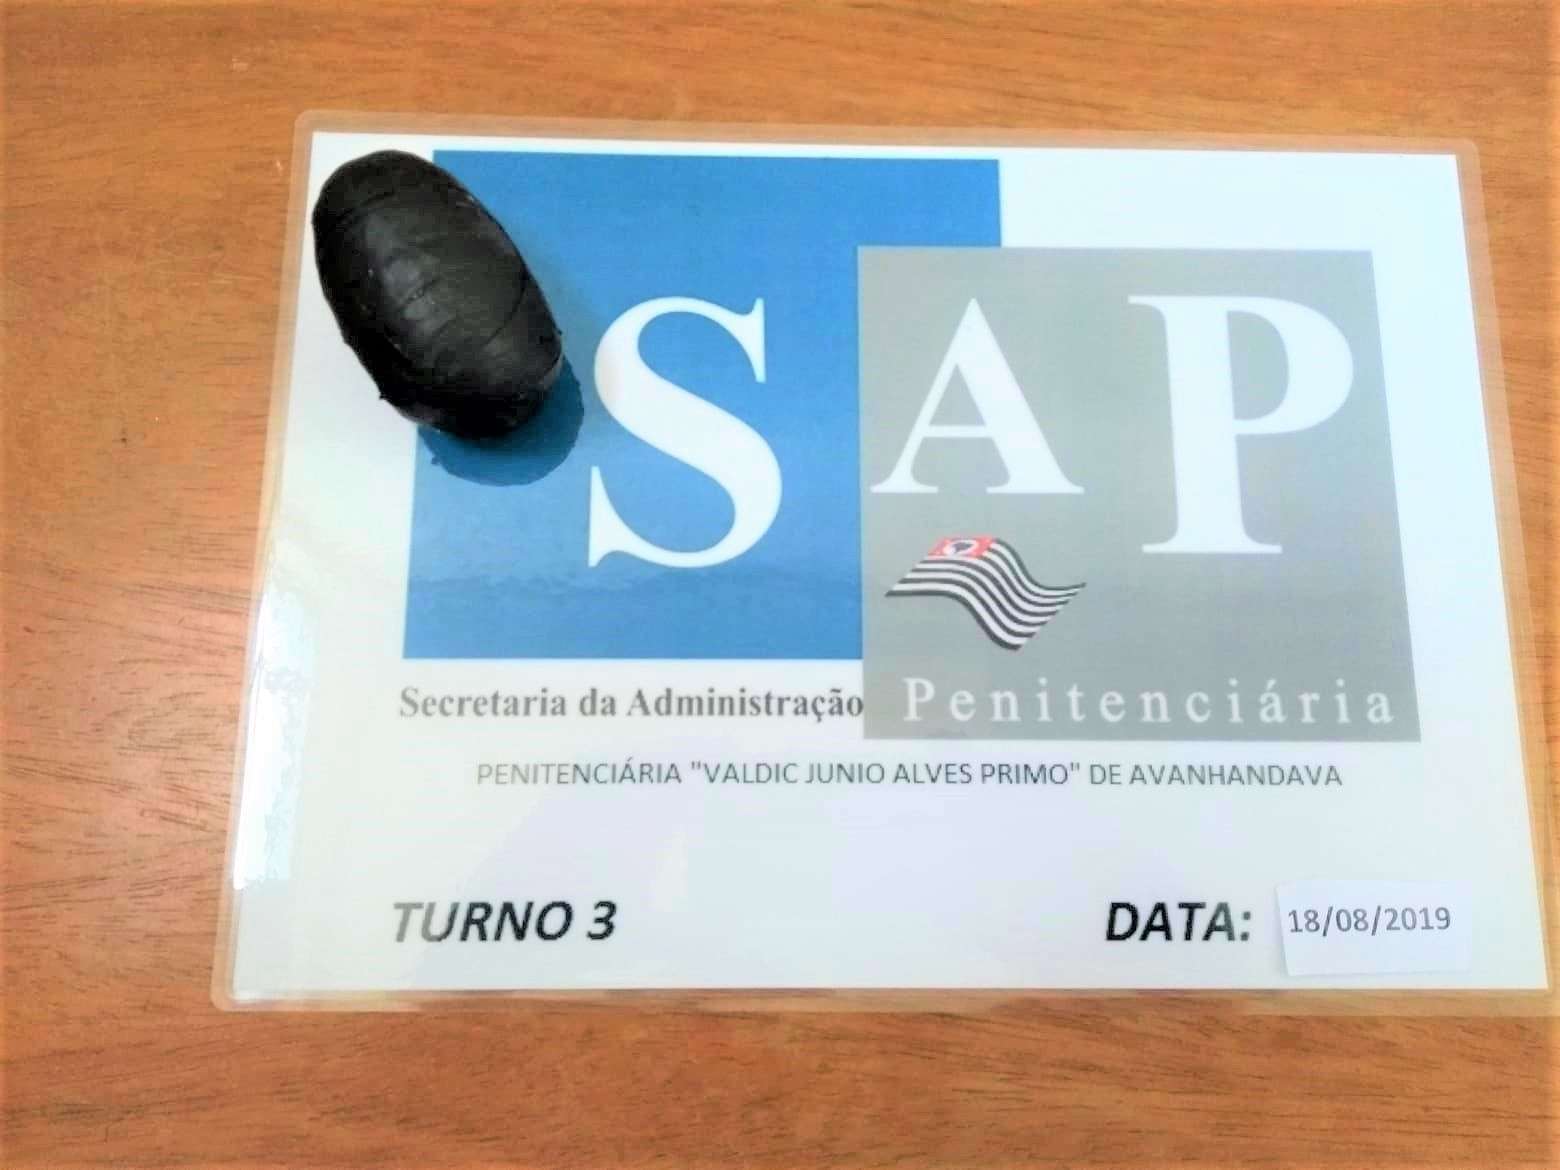 SAP
Secretaria da Administração Penitenciária
PENITENCIÁRIA "VALDIC JUNIO ALVES PRIMO" DE AVANHANDAVA
TURNO 3 DATA: 18/08/2019